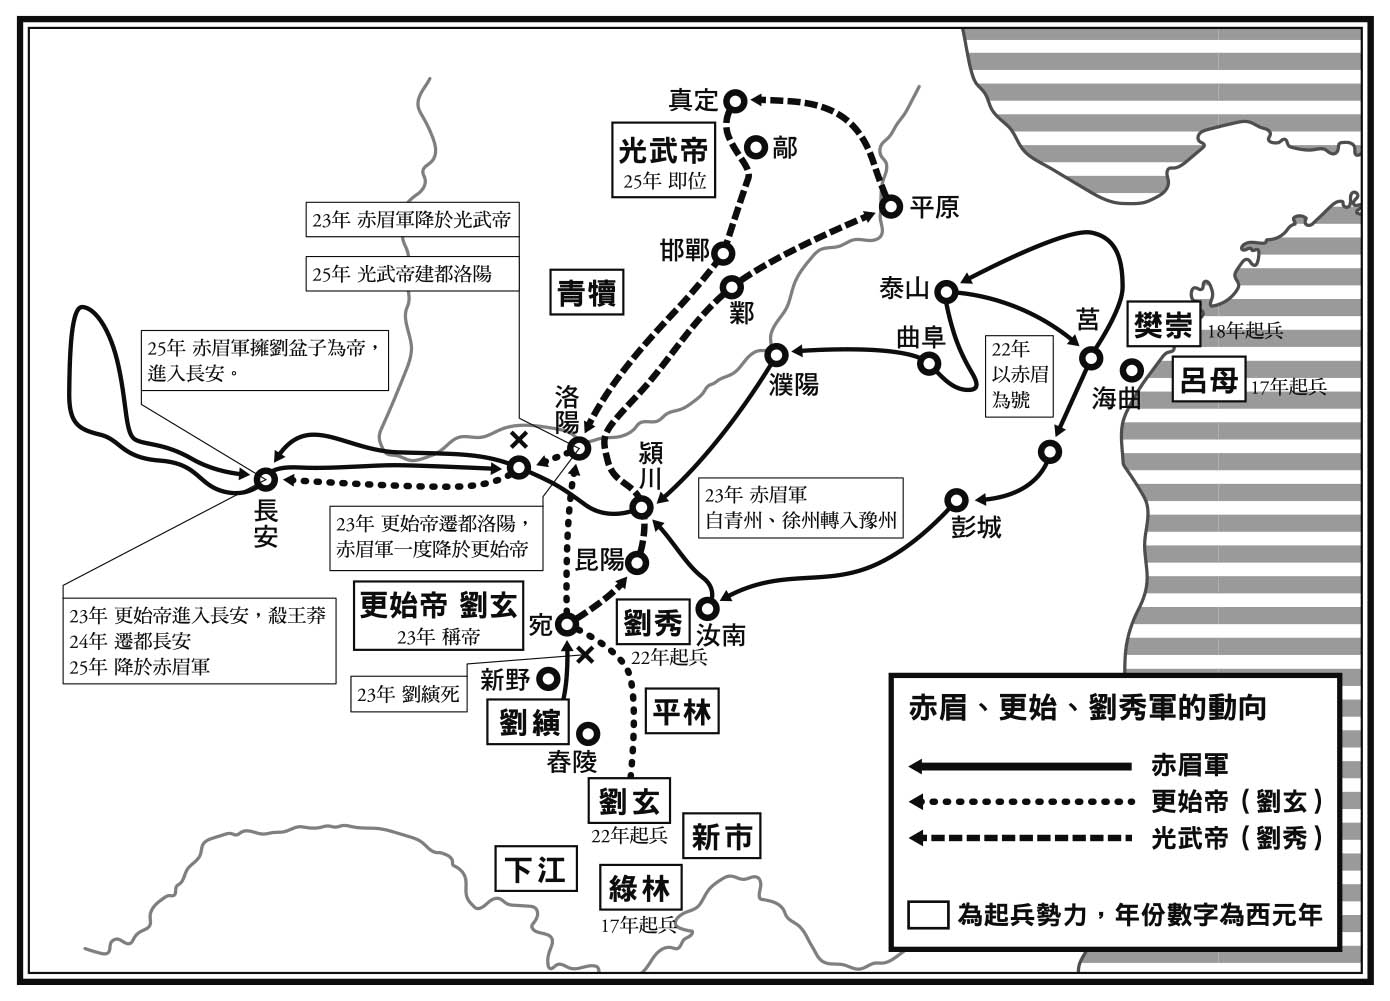 真定
光武帝
25年 即位
鄗
平原
23年 赤眉軍降於光武帝
25年 光武帝建都洛陽
邯鄲
青犢
鄴
泰山
莒
樊崇
18年起兵
25年 赤眉軍擁劉盆子為帝，
進入長安。
曲阜
22年
以赤眉
為號
海曲
呂母
17年起兵
濮陽
洛陽
潁川
長安
23年 更始帝遷都洛陽，
赤眉軍一度降於更始帝
23年 赤眉軍
自青州、徐州轉入豫州
彭城
昆陽
更始帝 劉玄
23年 稱帝
宛
劉秀
22年起兵
汝南
23年 更始帝進入長安，殺王莽
24年 遷都長安
25年 降於赤眉軍
23年 劉縯死
新野
劉縯
平林
舂陵
劉玄
22年起兵
新市
下江
綠林
17年起兵
赤眉、更始、劉秀軍的動向
赤眉軍
更始帝（劉玄）
光武帝（劉秀）
為起兵勢力，年份數字為西元年